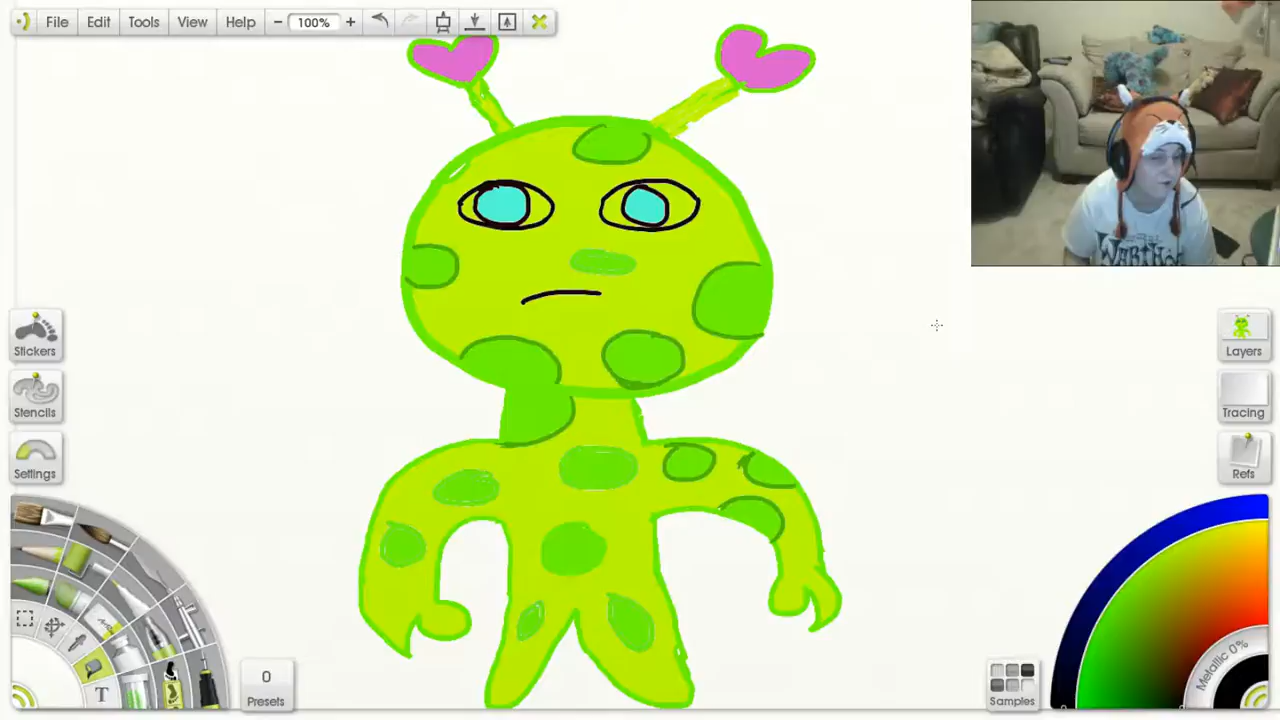 File Edit Tools View Help 100%
Stickers
Stencils
Settings
T
0
Presets
Layers
Tracing
Refs
Samples
Metallic 0%